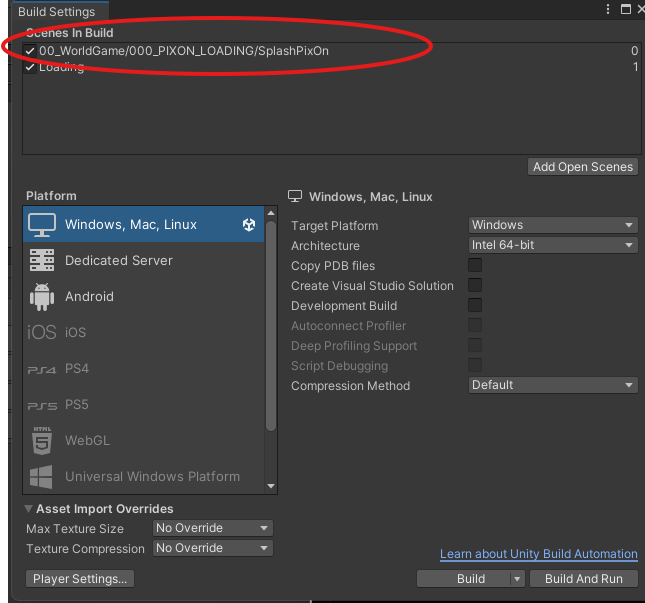 Build Settings
Scenes In Build
00_WorldGame/000_PIXON_LOADING/SplashPixOn 0
Loading 1
Add Open Scenes
Platform
Windows, Mac, Linux
Dedicated Server
Android
iOS iOS
PS4 PS4
PS5 PS5
HTML 5 WebGL
Universal Windows Platform
Windows, Mac, Linux
Target Platform Windows
Architecture Intel 64-bit
Copy PDB files
Create Visual Studio Solution
Development Build
Autoconnect Profiler
Deep Profiling Support
Script Debugging
Compression Method Default
Asset Import Overrides
Max Texture Size No Override
Texture Compression No Override
Learn about Unity Build Automation
Player Settings... Build Build And Run